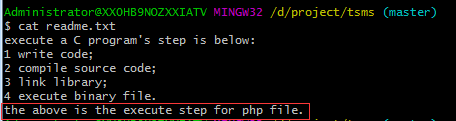 Administrator@XXOHB9NOZXXIATV MINGW32 /d/project/tsms (master)
$ cat readme.txt
execute a C program's step is below:
1 write code;
2 compile source code;
3 link library;
4 execute binary file.
the above is the execute step for php file.